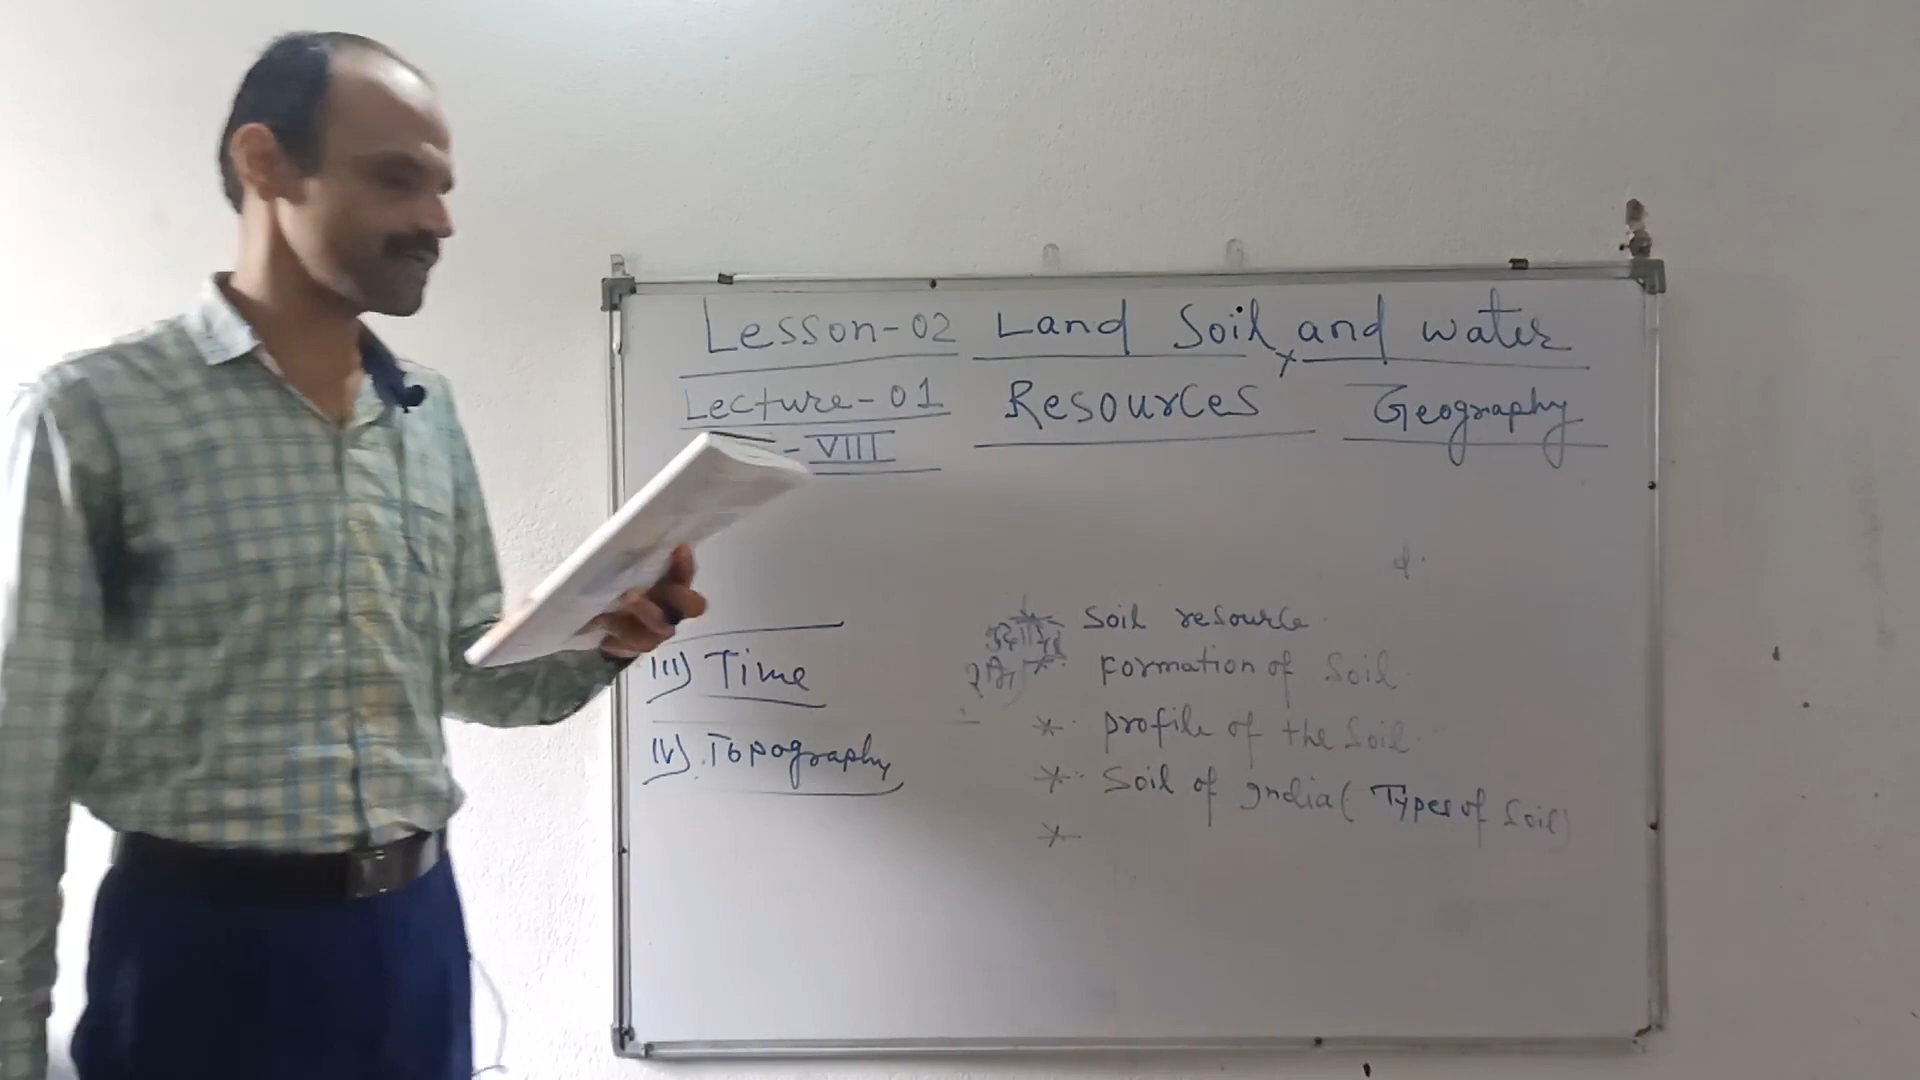 Lesson-02 Land Soil, and water
Lecture-01 Resources Geography
-VIII
III) Time
IV) Topography
* Soil resource
* Formation of Soil
* profile of the Soil
* Soil of India ( Types of Soil)
*